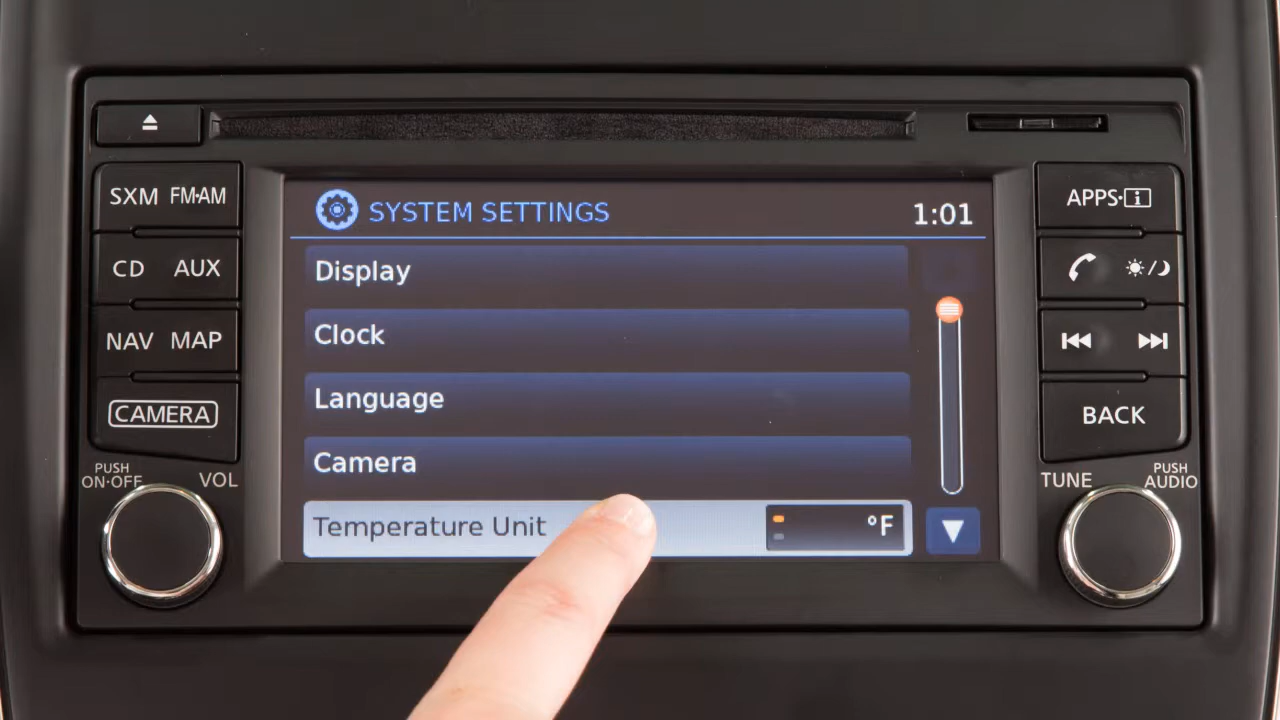 SXM FM·AM
CD AUX
NAV MAP
CAMERA
PUSH
ON·OFF
VOL
SYSTEM SETTINGS
1:01
Display
Clock
Language
Camera
Temperature Unit
°F
APPS·i
BACK
TUNE
PUSH
AUDIO